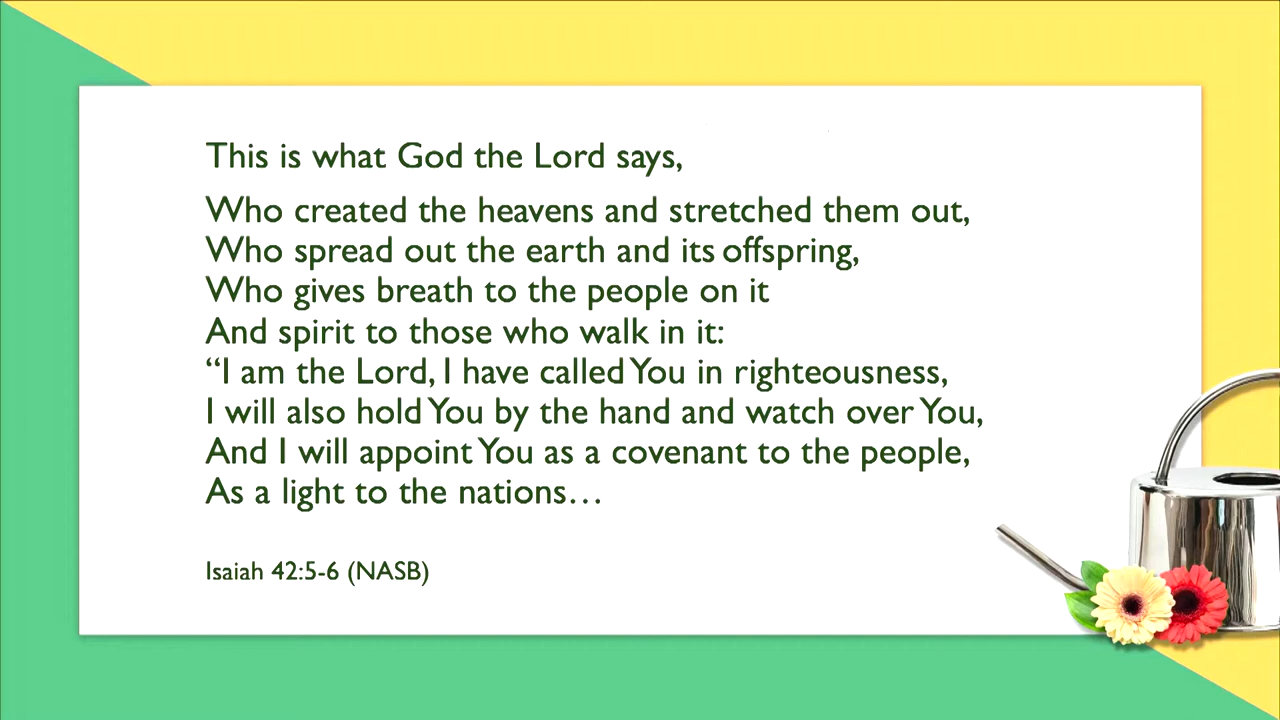 This is what God the Lord says,
Who created the heavens and stretched them out,
Who spread out the earth and its offspring,
Who gives breath to the people on it
And spirit to those who walk in it:
“I am the Lord, I have called You in righteousness,
I will also hold You by the hand and watch over You,
And I will appoint You as a covenant to the people,
As a light to the nations…
Isaiah 42:5-6 (NASB)